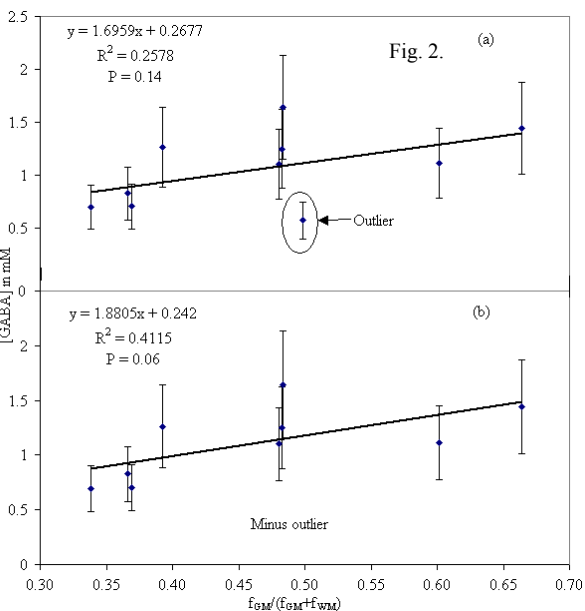 2.5
y = 1.6959x + 0.2677
R² = 0.2578
P = 0.14
Fig. 2.
(a)
2
1.5
1
0.5
Outlier
0
[GABA] in mM
y = 1.8805x + 0.242
R² = 0.4115
P = 0.06
(b)
2
1.5
1
0.5
Minus outlier
0
0.30
0.35
0.40
0.45
0.50
0.55
0.60
0.65
0.70
fGM/(fGM+fWM)